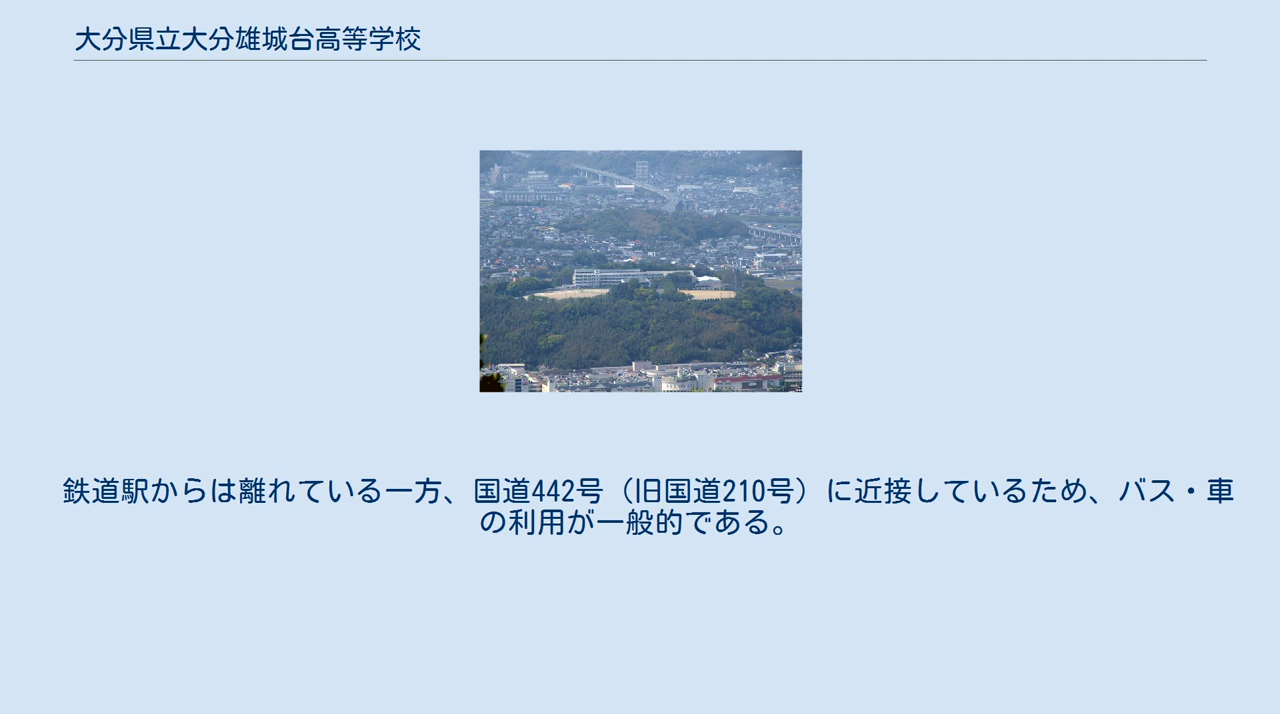 大分県立大分雄城台高等学校
鉄道駅からは離れている一方、国道442号（旧国道210号）に近接しているため、バス・車
の利用が一般的である。